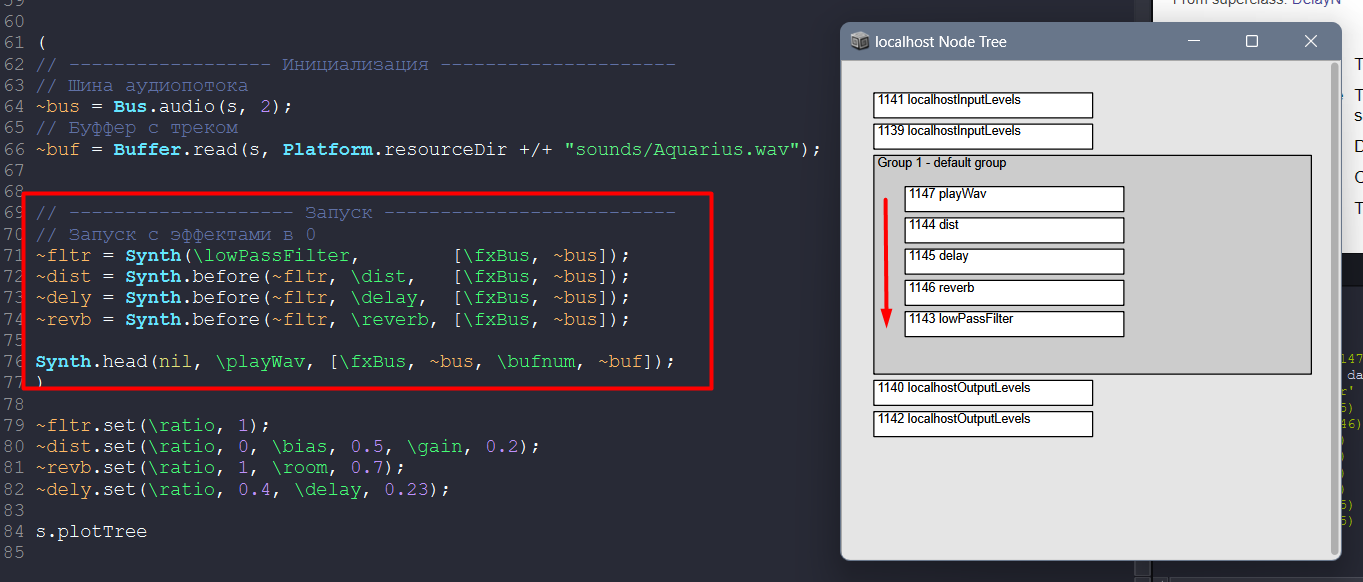 59
60
61 (
62 // ------------------ Инициализация ---------------------
63 // Шина аудиопотока
64 ~bus = Bus.audio(s, 2);
65 // Буффер с треком
66 ~buf = Buffer.read(s, Platform.resourceDir +/+ "sounds/Aquarius.wav");
67
68
69 // -------------------- Запуск --------------------------
70 // Запуск с эффектами в 0
71 ~fltr = Synth(\lowPassFilter,         [\fxBus, ~bus]);
72 ~dist = Synth.before(~fltr, \dist,   [\fxBus, ~bus]);
73 ~dely = Synth.before(~fltr, \delay,  [\fxBus, ~bus]);
74 ~revb = Synth.before(~fltr, \reverb, [\fxBus, ~bus]);
75
76 Synth.head(nil, \playWav, [\fxBus, ~bus, \bufnum, ~buf]);
77 )
78
79 ~fltr.set(\ratio, 1);
80 ~dist.set(\ratio, 0, \bias, 0.5, \gain, 0.2);
81 ~revb.set(\ratio, 1, \room, 0.7);
82 ~dely.set(\ratio, 0.4, \delay, 0.23);
83
84 s.plotTree
85
From superclass: DelayN
localhost Node Tree
1141 localhostInputLevels
1139 localhostInputLevels
Group 1 - default group
1147 playWav
1144 dist
1145 delay
1146 reverb
1143 lowPassFilter
1140 localhostOutputLevels
1142 localhostOutputLevels